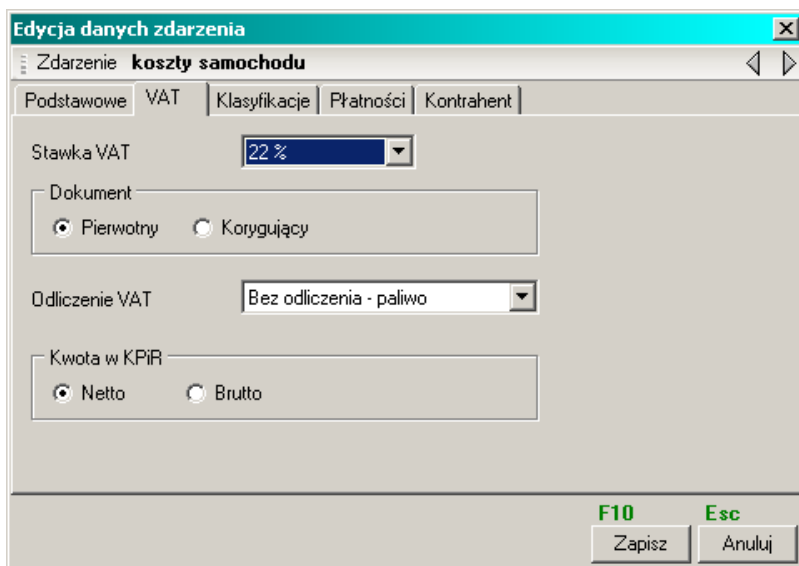 Edycja danych zdarzenia
Zdarzenie koszty samochodu
Podstawowe VAT Klasyfikacje Płatności Kontrahent
Stawka VAT 22 %
Dokument
Pierwotny Korygujący
Odliczenie VAT Bez odliczenia - paliwo
Kwota w KPiR
Netto Brutto
F10 Esc
Zapisz Anuluj